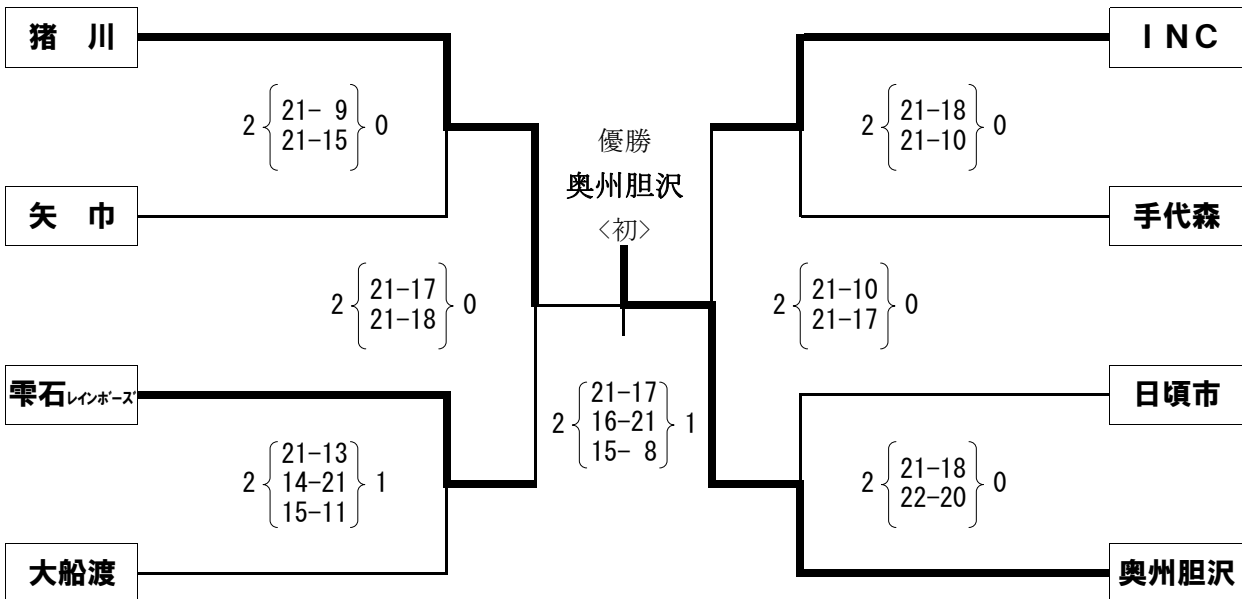 猪 川
INC
2 21- 9 0
21-15
2 21-18 0
21-10
優勝
奥州胆沢
<初>
矢 巾
手代森
2 21-17 0
21-18
2 21-10 0
21-17
雫石レインボーズ
日頃市
2 21-17 1
16-21
15- 8
2 21-13 1
14-21
15-11
2 21-18 0
22-20
大船渡
奥州胆沢